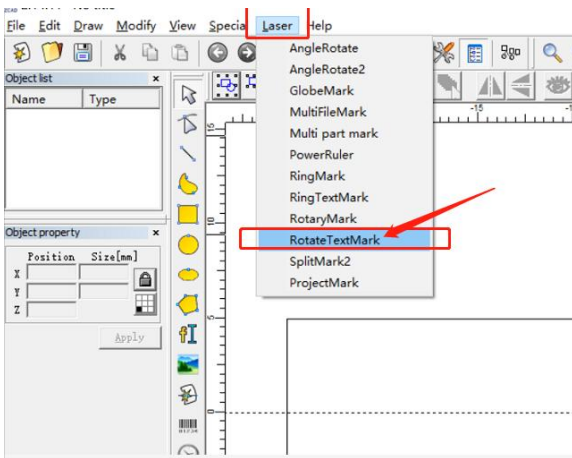 File Edit Draw Modify View Specia Laser Help
Object list
Name Type
Object property
Position Size[mm]
X
Y
Z
Apply
AngleRotate
AngleRotate2
GlobeMark
MultiFileMark
Multi part mark
PowerRuler
RingMark
RingTextMark
RotaryMark
RotateTextMark
SplitMark2
ProjectMark
-15